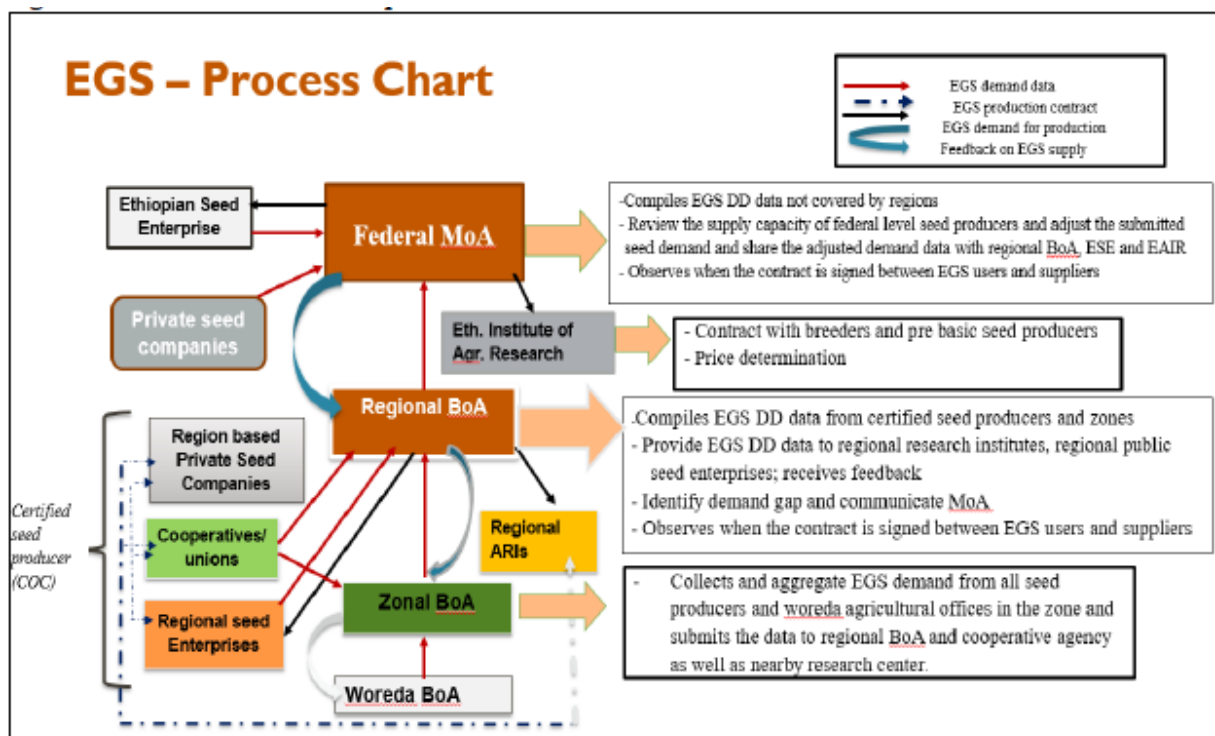 EGS – Process Chart
EGS demand data
EGS production contract
EGS demand for production
Feedback on EGS supply
Ethiopian Seed
Enterprise
Federal MoA
-Compiles EGS DD data not covered by regions
- Review the supply capacity of federal level seed producers and adjust the submitted
seed demand and share the adjusted demand data with regional BoA, ESE and EAIR
- Observes when the contract is signed between EGS users and suppliers
Private seed
companies
Eth. Institute of
Agr. Research
- Contract with breeders and pre basic seed producers
- Price determination
Regional BoA
-Compiles EGS DD data from certified seed producers and zones
- Provide EGS DD data to regional research institutes, regional public
seed enterprises; receives feedback
- Identify demand gap and communicate MoA
- Observes when the contract is signed between EGS users and suppliers
Region based
Private Seed
Companies
Certified
seed
producer
(COC)
Cooperatives/
unions
Regional
ARIs
Regional seed
Enterprises
Zonal BoA
- Collects and aggregate EGS demand from all seed
producers and woreda agricultural offices in the zone and
submits the data to regional BoA and cooperative agency
as well as nearby research center.
Woreda BoA